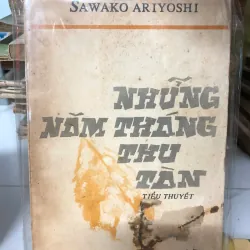 SAWAKO ARIYOSHI
NHỮNG
NĂM THÁNG
THU
TÀN
TIỂU THUYẾT